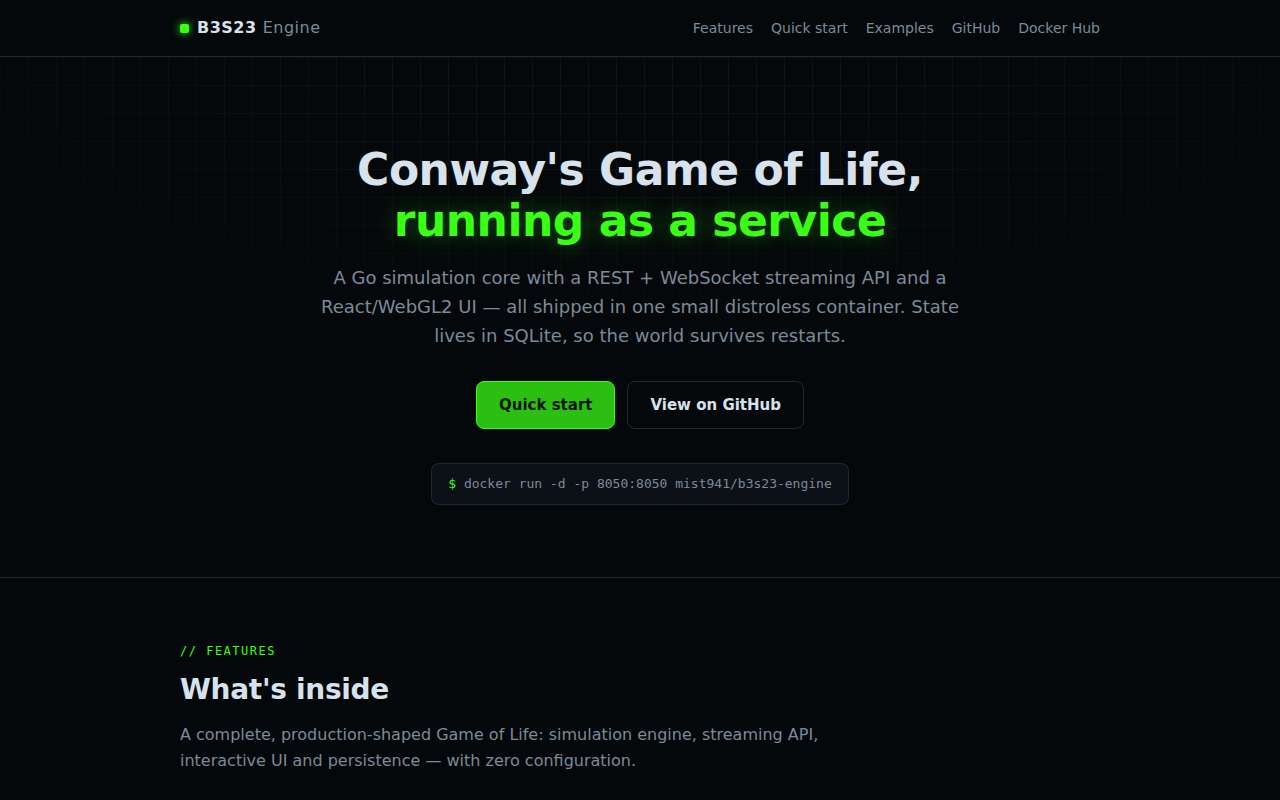 B3S23 Engine
Features Quick start Examples GitHub Docker Hub
Conway's Game of Life,
running as a service
A Go simulation core with a REST + WebSocket streaming API and a
React/WebGL2 UI — all shipped in one small distroless container. State
lives in SQLite, so the world survives restarts.
Quick start View on GitHub
$ docker run -d -p 8050:8050 mist941/b3s23-engine
// FEATURES
What's inside
A complete, production-shaped Game of Life: simulation engine, streaming API,
interactive UI and persistence — with zero configuration.